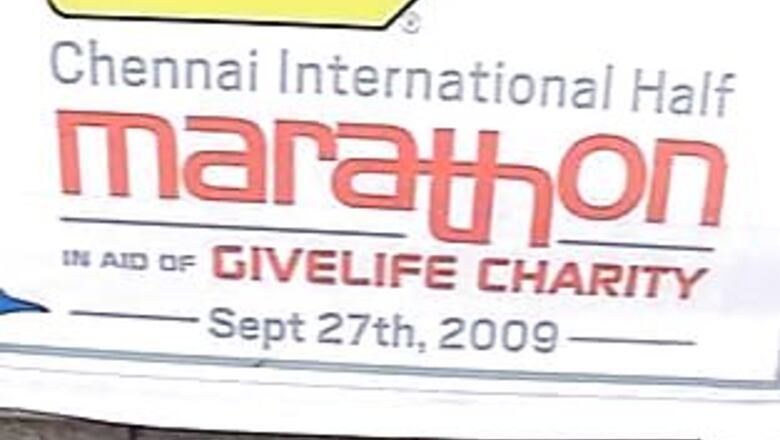 Chennai International Half
marathon
IN AID OF GIVELIFE CHARITY
Sept 27th, 2009